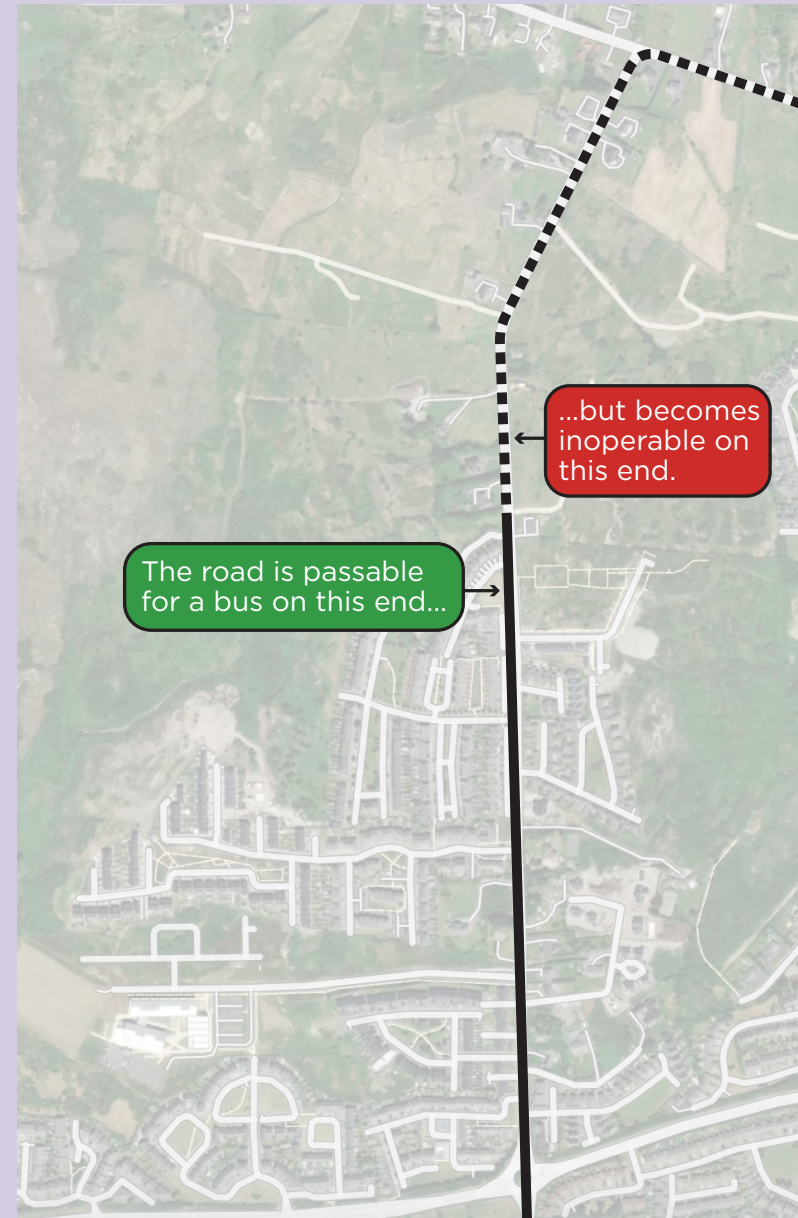 ...but becomes
inoperable on
this end.
The road is passable
for a bus on this end...